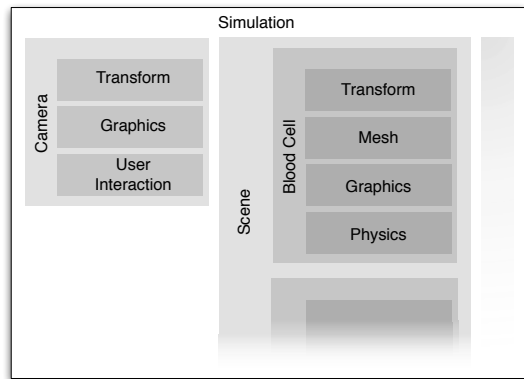 Simulation
Camera
Transform
Graphics
User
Interaction
Scene
Blood Cell
Transform
Mesh
Graphics
Physics